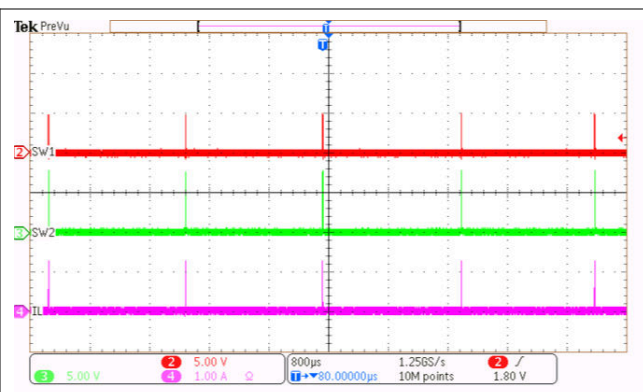 Tek PreVu
T
T
2 SW1
3 SW2
4 IL
2 5.00 V 800µs 1.25GS/s 2
3 5.00 V 4 1.00 A Ω T→▼80.00000µs 10M points 1.80 V